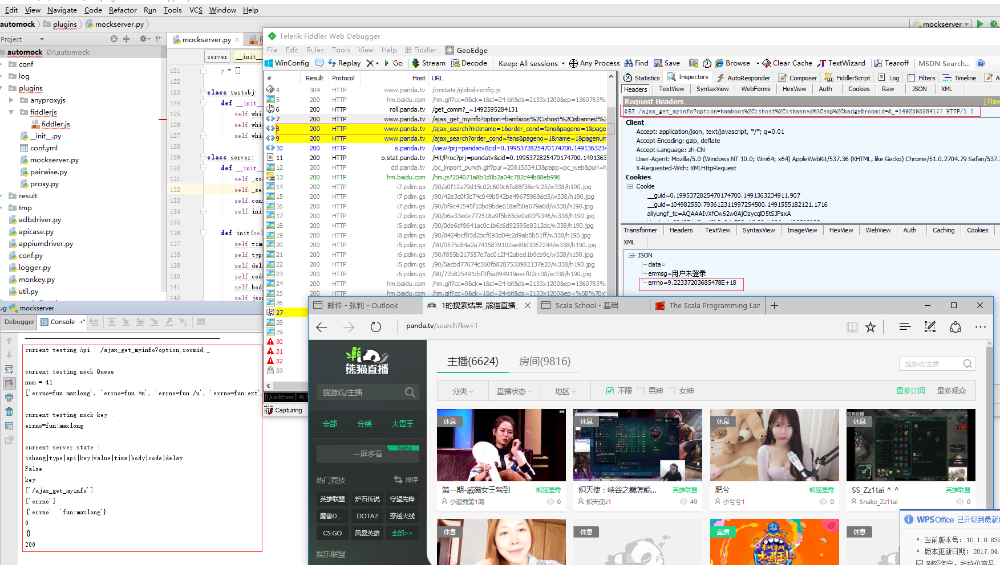 Edit View Navigate Code Refactor Run Tools VCS Window Help
automock plugins mockserver.py
mockserver
Project
automock D:\automock
conf
log
plugins
anyproxyjs
fiddlerjs
fiddler.js
__init__.py
conf.yml
mockserver.py
pairwise.py
proxy.py
result
tmp
adbdriver.py
apicase.py
appiumdriver.py
conf.py
logger.py
monkey.py
util.py
mockserver.py
server __init__
121 y = []
122
123 class testobj:
124 def __init__
125 self.whic
126 self.whic
127 self.whic
128
129 class server:
130 def __init__
131 self._soc
132 self._se
133 self.con
134 self.init
135
136 def init(sel
137 self.time
138 self.type
139 self.dela
140 self.code
141 self.body
142 self.json
Telerik Fiddler Web Debugger
File Edit Rules Tools View Help Fiddler GeoEdge
WinConfig Replay Go Stream Decode Keep: All sessions Any Process Find Save Browse Clear Cache TextWizard Tearoff MSDN Search...
# Result Protocol Host URL
4 304 HTTP www.panda.tv /cmstatic/global-config.js
5 200 HTTP hm.baidu.com /hm.gif?cc=0&ck=1&cl=24-bit&ds=2133x1200&ep=1360763%
6 200 HTTP roll.panda.tv /get_comm?_=1492595284131
7 200 HTTP www.panda.tv /ajax_get_myinfo?option=bamboos%2Cishost%2Cisbanned%2
8 200 HTTP www.panda.tv /ajax_search?nickname=1&order_cond=fans&pageno=1&page
9 200 HTTP www.panda.tv /ajax_search?order_cond=fans&pageno=1&name=1&pagenum
10 200 HTTP s.panda.tv /view?prj=pandatv&cid=0.1995372825470174700.149136323
11 200 HTTP o.stat.panda.tv /Hit/Proc?prj=pandatv&cid=0.1995372825470174700.149136
12 200 HTTP dd.panda.tv /pc_import_punch.gif?pur=2081533413&papp=pc_web&purl=h
13 200 HTTP hm.baidu.com /hm.js?204071a8b1d0b2a04c782c44b88eb996
14 200 HTTP i7.pdim.gs /90/a0f12a79d15c02c609c6fa88f38e4c25/w338/h190.jpg
15 200 HTTP i7.pdim.gs /90/42e3c0f3c74c049b542ba49675969ad5/w338/h190.jpg
16 200 HTTP i7.pdim.gs /90/6f9c41545f10bd9bde618af50a679a6d/w338/h190.jpg
17 200 HTTP i7.pdim.gs /90/b6a33ede772518a9f5b85de0e00f9346/w338/h190.jpg
18 200 HTTP i5.pdim.gs /90/0de6df8641ac0c1b6c6d92595e8312dc/w338/h190.jpg
19 200 HTTP i8.pdim.gs /90/8424bcf85d2bcf093d04c2d9ab5b51ff/w338/h190.jpg
20 200 HTTP i5.pdim.gs /90/0575c84a2a7415839102ae80d3367244/w338/h190.jpg
21 200 HTTP i6.pdim.gs /90/f855b217557e7ac012f42abed1b9cb9c/w338/h190.jpg
22 200 HTTP i5.pdim.gs /90/5acbd77674c360fb8287530982137e20/w338/h190.jpg
23 200 HTTP i5.pdim.gs /90/72b825491cbf3f5a894919eecf02cc08/w338/h190.jpg
24 200 HTTP hm.baidu.com /hm.gif?cc=0&ck=1&cl=24-bit&ds=2133x1200&ep=1360763%
25 200 HTTP hm.baidu.com /hm.gif?cc=0&ck=1&cl=24-bit&ds=2133x1200&ep=%5B%7Bx
26
27
28
29
30
31
32
33
[QuickExec] ALT
Capturing
Statistics Inspectors AutoResponder Composer FiddlerScript Log Filters Timeline
Headers TextView SyntaxView WebForms HexView Auth Cookies Raw JSON XML
Request Headers [Raw
GET /ajax_get_myinfo?option=bamboos%2Cishost%2Cisbanned%2Cexp%2Cbadge&roomid=&_=1492595284177 HTTP/1.1
Client
Accept: application/json, text/javascript, */*; q=0.01
Accept-Encoding: gzip, deflate
Accept-Language: zh-CN
User-Agent: Mozilla/5.0 (Windows NT 10.0; Win64; x64) AppleWebKit/537.36 (KHTML, like Gecko) Chrome/51.0.2704.79 Safari/537.
X-Requested-With: XMLHttpRequest
Cookies
Cookie
__guid=0.1995372825470174700.1491363234911.907
__guid=104982550.793612311997254500.1491555182121.1716
aliyungf_tc=AQAAAIvXfCw62w0AjOzycqlD5tSJPsxA
Transformer Headers TextView SyntaxView ImageView HexView WebView Auth Caching Cookies
XML
JSON
data=
errmsg=用户未登录
errno=9.22337203685478E+18
ug mockserver
Debugger Console
current testing Api : /ajax_get_myinfo?option,roomid,_
current testing mock Queue :
num = 41
['errno=fun:maxlong', 'errno=fun:*n', 'errno=fun:/n', 'errno=fun:ext'
current testing mock key :
errno=fun:maxlong
current server state :
ishang|type|api|key|value|time|body|code|delay
False
key
['/ajax_get_myinfo']
['errno']
{'errno': 'fun:maxlong'}
0
{}
200
邮件 - 张钊 - Outlook 1的搜索结果_熊猫直播_ Scala School - 基础 The Scala Programming Lan
panda.tv/search?kw=1
熊猫直播
搜游戏/主播
全部 分类 大胃王
beta
一屏多看
热门竞技 排序
英雄联盟 炉石传说 守望先锋
魔兽D... DOTA2 穿越火线
CS:GO 风暴英雄 全部>>
娱乐联盟
主播(6624) 房间(9816)
搜游戏/主播
分类 直播状态 地区 不限 男神 女神 最多订阅 最多观众
休息 休息 休息 休息
第一期-戚薇女王驾到 熊猫星秀
小葱秀第1期 0
炽天使：峡谷之巅怎能... 英雄联盟
炽天使z1 49
肥兮 熊猫星秀
小兮兮1 0
SS_Zz1tai ^ ^ 英雄联盟
Snake_Zz1tai 0
休息 休息 直播 休息
WPS Office 已升级到最新版
当前版本号：10.1.0.639
版本更新日期：2017.04.